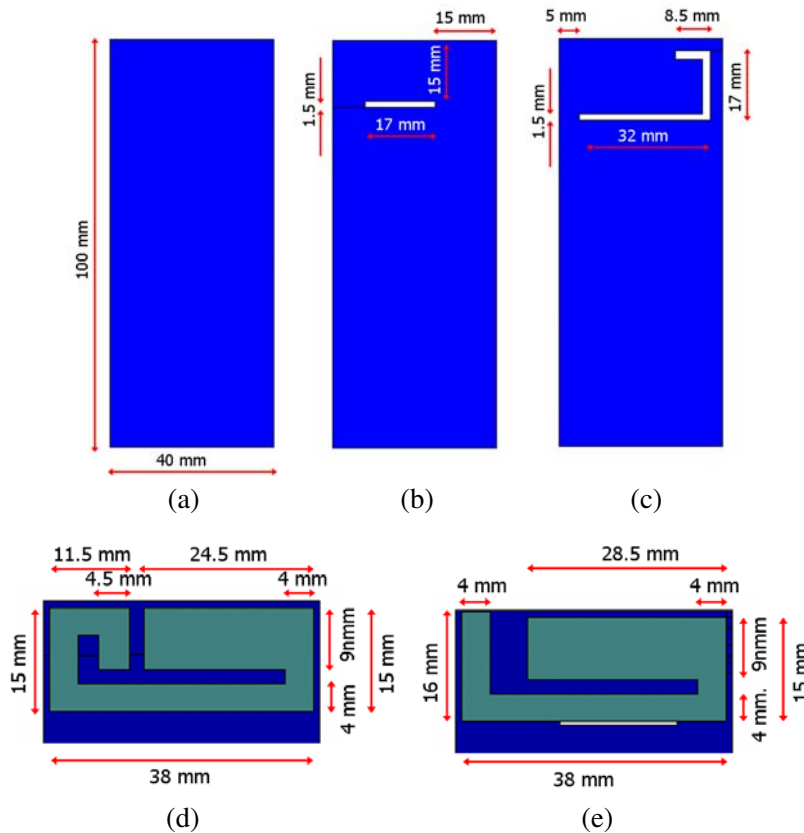 15 mm
5 mm
8.5 mm
15 mm
1.5 mm
17 mm
17 mm
1.5 mm
32 mm
100 mm
40 mm
(a)
(b)
(c)
11.5 mm
24.5 mm
28.5 mm
4.5 mm
4 mm
4 mm
4 mm
15 mm
9nmm
15 mm
4 mm
16 mm
9nmm
15 mm
4 mm.
38 mm
38 mm
(d)
(e)